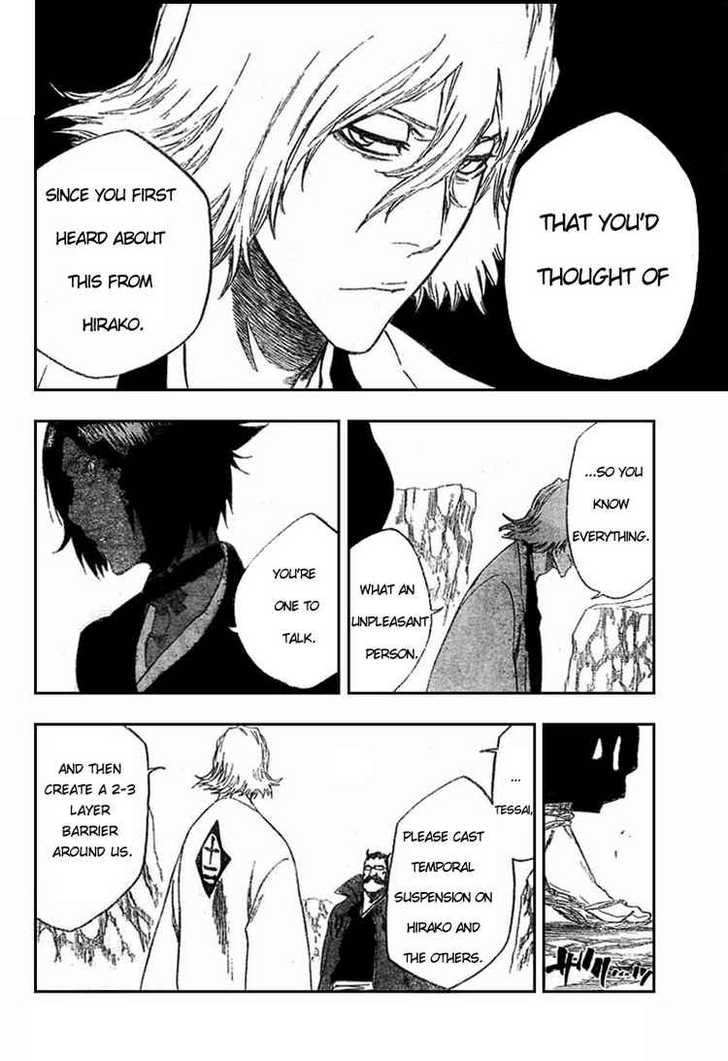 THAT YOU'D
THOUGHT OF
SINCE YOU FIRST
HEARD ABOUT
THIS FROM
HIRAKO.
...SO YOU
KNOW
EVERYTHING.
WHAT AN
UNPLEASANT
PERSON.
YOU'RE
ONE TO
TALK.
...
TESSAI,
PLEASE CAST
TEMPORAL
SUSPENSION ON
HIRAKO AND
THE OTHERS.
AND THEN
CREATE A 2-3
LAYER
BARRIER
AROUND US.
十二